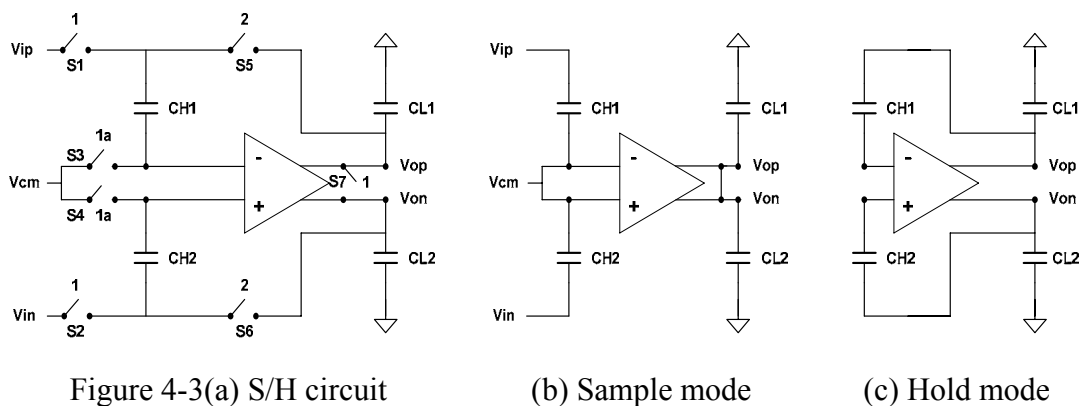 1
2
Vip
S1
S5
CH1
CL1
1a
S3
-
Vop
Vcm
S7
1
S4
+
Von
1a
CH2
CL2
1
2
Vin
S2
S6
Vip
CH1
CL1
-
Vop
Vcm
Von
+
CH2
CL2
Vin
CH1
CL1
-
Vop
Von
+
CH2
CL2
Figure 4-3(a) S/H circuit
(b) Sample mode
(c) Hold mode